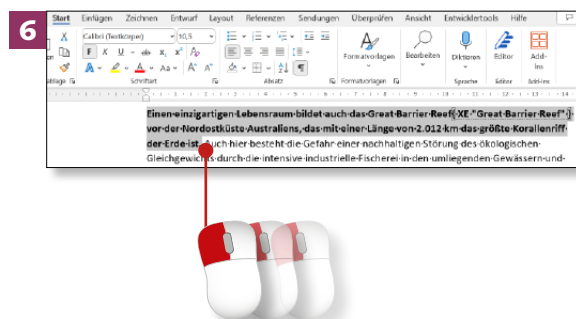 6
Start Einfügen Zeichnen Entwurf Layout Referenzen Sendungen Überprüfen Ansicht Entwicklertools Hilfe
Calibri (Textkörper) 10,5
F K U ab x₂ x²
A A Aa A A
Formatvorlagen Bearbeiten Diktieren Editor Add-Ins
Schriftart Absatz Formatvorlagen Sprache Editor Add-Ins
Einen·einzigartigen·Lebensraum·bildet·auch·das·Great·Barrier·Reef{·XE·"Great·Barrier·Reef"·}·
vor·der·Nordostküste·Australiens,·das·mit·einer·Länge·von·2.012·km·das·größte·Korallenriff·
der·Erde·ist.·Auch·hier·besteht·die·Gefahr·einer·nachhaltigen·Störung·des·ökologischen·
Gleichgewichts·durch·die·intensive·industrielle·Fischerei·in·den·umliegenden·Gewässern·und·